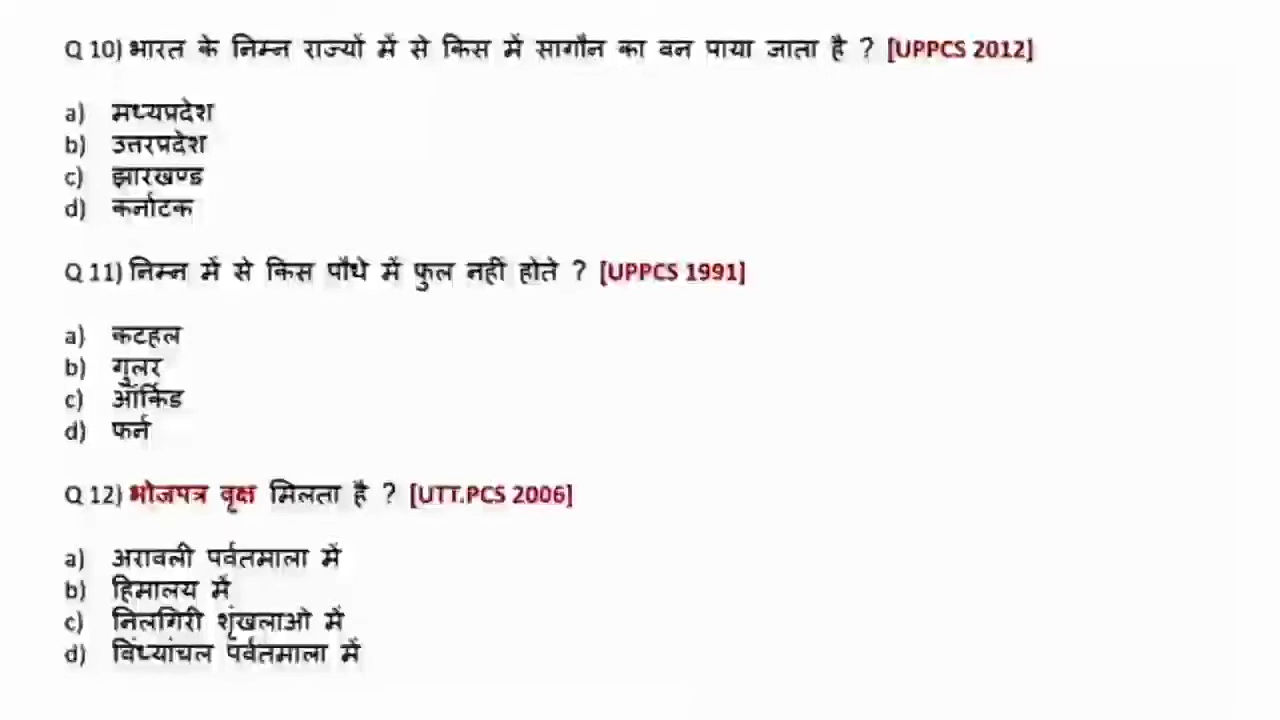 Q 10) भारत के निम्न राज्यों में से किस में सागौन का वन पाया जाता है ? [UPPCS 2012]
a) मध्यप्रदेश
b) उत्तरप्रदेश
c) झारखण्ड
d) कर्नाटक
Q 11) निम्न में से किस पौधे में फुल नहीं होते ? [UPPCS 1991]
a) कटहल
b) गुलर
c) ऑर्किड
d) फर्न
Q 12) भोजपत्र वृक्ष मिलता है ? [UTT.PCS 2006]
a) अरावली पर्वतमाला में
b) हिमालय में
c) निलगिरी शृंखलाओ में
d) विंध्यांचल पर्वतमाला में